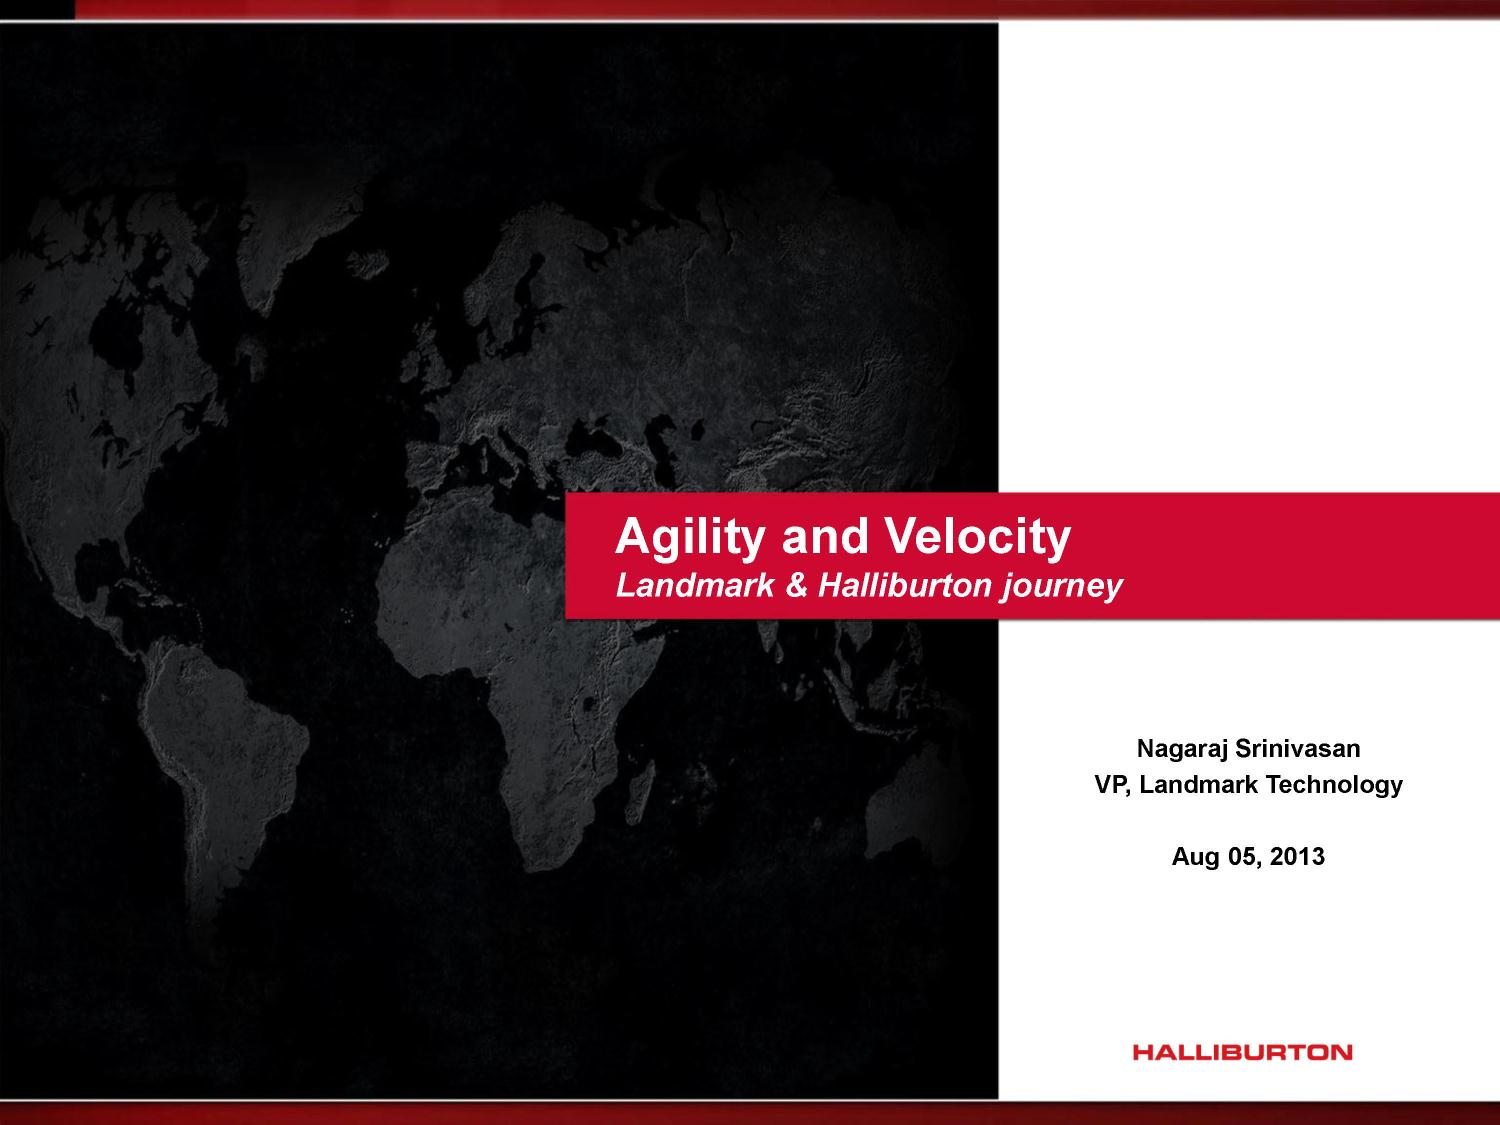 Agility and Velocity
Landmark & Halliburton journey
Nagaraj Srinivasan
VP, Landmark Technology
Aug 05, 2013
HALLIBURTON